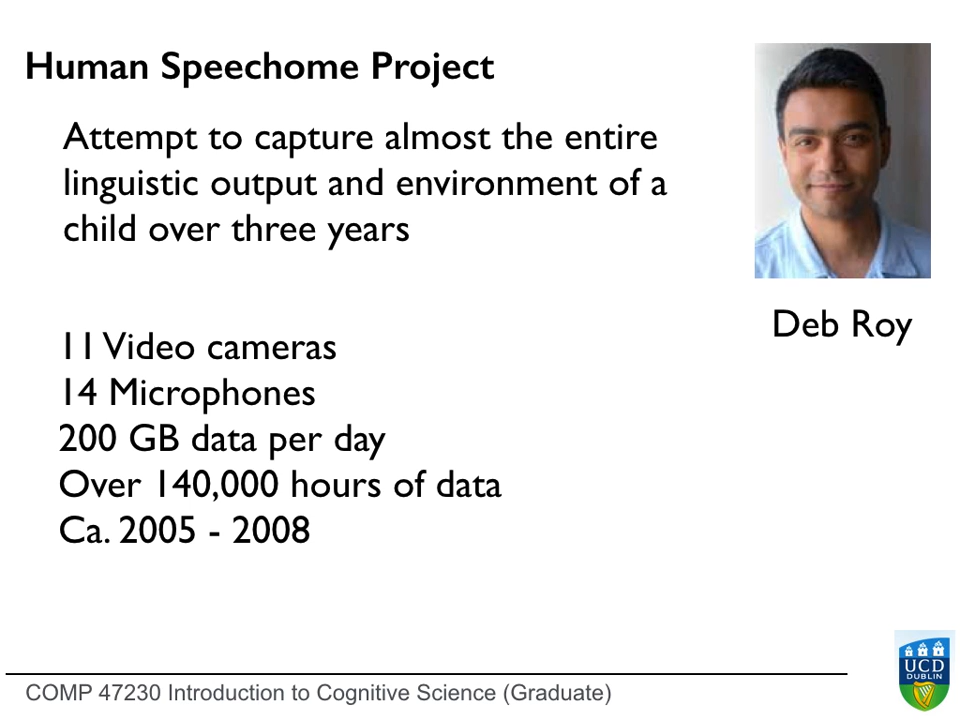 Human Speechome Project
Attempt to capture almost the entire
linguistic output and environment of a
child over three years
Deb Roy
11 Video cameras
14 Microphones
200 GB data per day
Over 140,000 hours of data
Ca. 2005 - 2008
UCD
DUBLIN
COMP 47230 Introduction to Cognitive Science (Graduate)